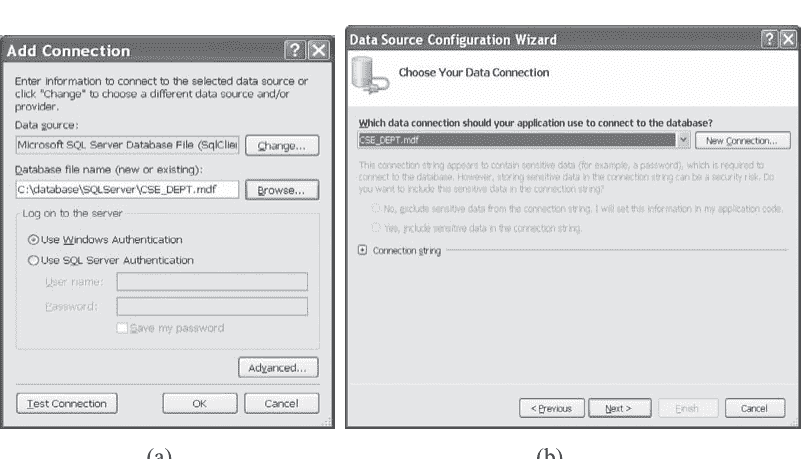 Add Connection
Enter information to connect to the selected data source or
click "Change" to choose a different data source and/or
provider.
Data source:
Microsoft SQL Server Database File (SqlClie
Change...
Database file name (new or existing):
C:\database\SQLServer\CSE_DEPT.mdf
Browse...
Log on to the server
Use Windows Authentication
Use SQL Server Authentication
User name:
Password:
Save my password
Advanced...
Test Connection
OK
Cancel
(a)
Data Source Configuration Wizard
Choose Your Data Connection
Which data connection should your application use to connect to the database?
CSE_DEPT.mdf
New Connection...
This connection string appears to contain sensitive data (for example, a password), which is required to
connect to the database. However, storing sensitive data in the connection string can be a security risk. Do
you want to include this sensitive data in the connection string?
No, exclude sensitive data from the connection string. I will set this information in my application code.
Yes, include sensitive data in the connection string.
Connection string
< Previous
Next >
Finish
Cancel
(b)